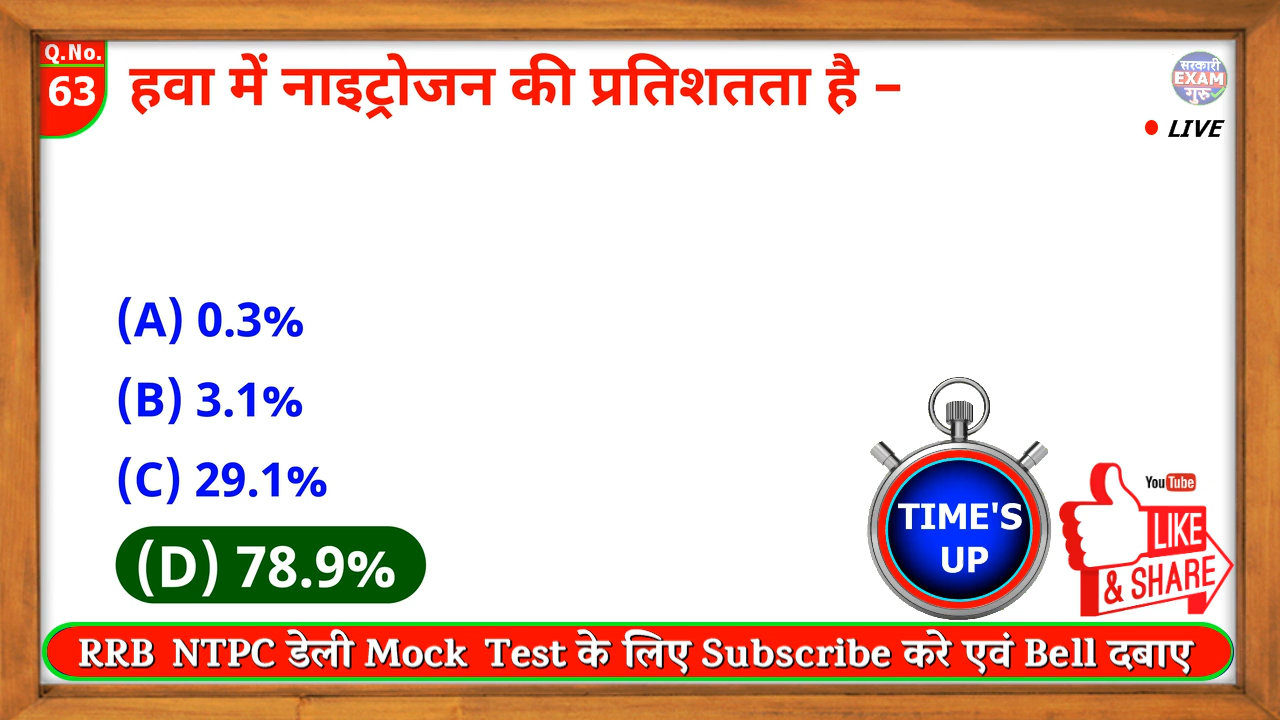 Q.No.
63
हवा में नाइट्रोजन की प्रतिशतता है –
सरकारी
EXAM
गुरु
LIVE
(A) 0.3%
(B) 3.1%
(C) 29.1%
(D) 78.9%
TIME'S
UP
YouTube
LIKE
& SHARE
RRB NTPC डेली Mock Test के लिए Subscribe करे एवं Bell दबाए